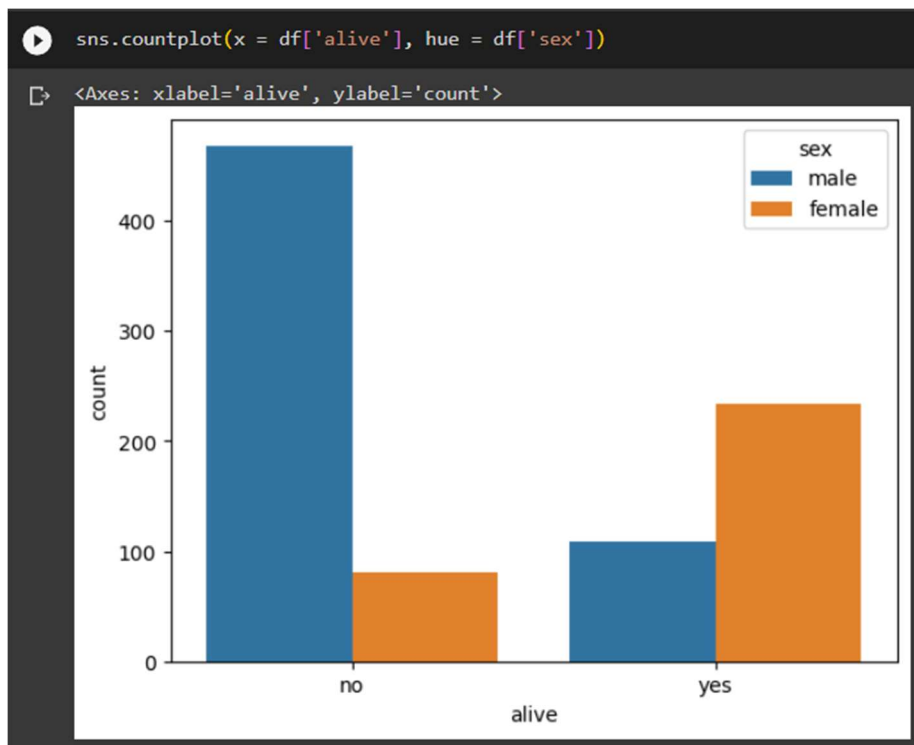 sns.countplot(x = df['alive'], hue = df['sex'])
<Axes: xlabel='alive', ylabel='count'>
sex
male
female
400
300
200
100
0
count
no yes
alive